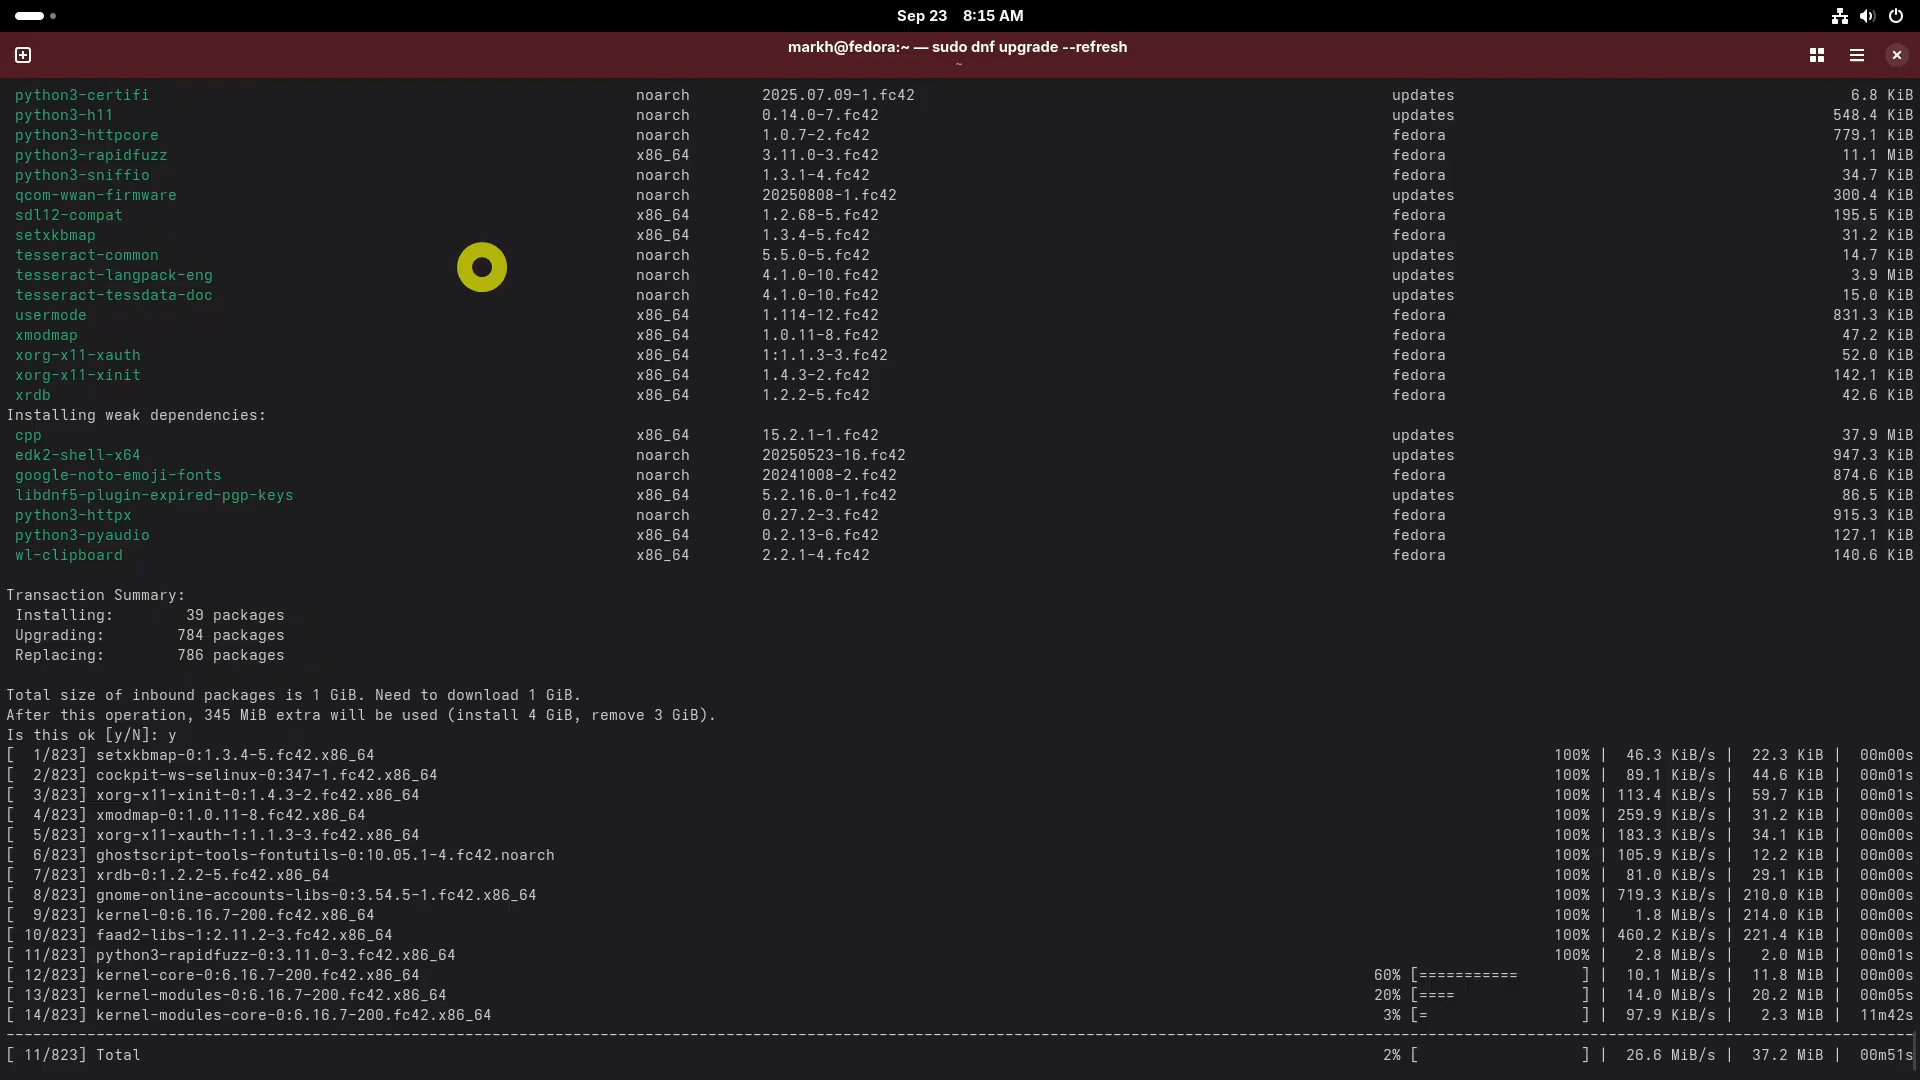 Sep 23 8:15 AM
markh@fedora:~ — sudo dnf upgrade --refresh
~
python3-certifi noarch 2025.07.09-1.fc42 updates 6.8 KiB
python3-h11 noarch 0.14.0-7.fc42 updates 548.4 KiB
python3-httpcore noarch 1.0.7-2.fc42 fedora 779.1 KiB
python3-rapidfuzz x86_64 3.11.0-3.fc42 fedora 11.1 MiB
python3-sniffio noarch 1.3.1-4.fc42 fedora 34.7 KiB
qcom-wwan-firmware noarch 20250808-1.fc42 updates 300.4 KiB
sdl12-compat x86_64 1.2.68-5.fc42 fedora 195.5 KiB
setxkbmap x86_64 1.3.4-5.fc42 fedora 31.2 KiB
tesseract-common noarch 5.5.0-5.fc42 updates 14.7 KiB
tesseract-langpack-eng noarch 4.1.0-10.fc42 updates 3.9 MiB
tesseract-tessdata-doc noarch 4.1.0-10.fc42 updates 15.0 KiB
usermode x86_64 1.114-12.fc42 fedora 831.3 KiB
xmodmap x86_64 1.0.11-8.fc42 fedora 47.2 KiB
xorg-x11-xauth x86_64 1:1.1.3-3.fc42 fedora 52.0 KiB
xorg-x11-xinit x86_64 1.4.3-2.fc42 fedora 142.1 KiB
xrdb x86_64 1.2.2-5.fc42 fedora 42.6 KiB
Installing weak dependencies:
cpp x86_64 15.2.1-1.fc42 updates 37.9 MiB
edk2-shell-x64 noarch 20250523-16.fc42 updates 947.3 KiB
google-noto-emoji-fonts noarch 20241008-2.fc42 fedora 874.6 KiB
libdnf5-plugin-expired-pgp-keys x86_64 5.2.16.0-1.fc42 updates 86.5 KiB
python3-httpx noarch 0.27.2-3.fc42 fedora 915.3 KiB
python3-pyaudio x86_64 0.2.13-6.fc42 fedora 127.1 KiB
wl-clipboard x86_64 2.2.1-4.fc42 fedora 140.6 KiB
Transaction Summary:
Installing: 39 packages
Upgrading: 784 packages
Replacing: 786 packages
Total size of inbound packages is 1 GiB. Need to download 1 GiB.
After this operation, 345 MiB extra will be used (install 4 GiB, remove 3 GiB).
Is this ok [y/N]: y
[ 1/823] setxkbmap-0:1.3.4-5.fc42.x86_64 100% | 46.3 KiB/s | 22.3 KiB | 00m00s
[ 2/823] cockpit-ws-selinux-0:347-1.fc42.x86_64 100% | 89.1 KiB/s | 44.6 KiB | 00m01s
[ 3/823] xorg-x11-xinit-0:1.4.3-2.fc42.x86_64 100% | 113.4 KiB/s | 59.7 KiB | 00m01s
[ 4/823] xmodmap-0:1.0.11-8.fc42.x86_64 100% | 259.9 KiB/s | 31.2 KiB | 00m00s
[ 5/823] xorg-x11-xauth-1:1.1.3-3.fc42.x86_64 100% | 183.3 KiB/s | 34.1 KiB | 00m00s
[ 6/823] ghostscript-tools-fontutils-0:10.05.1-4.fc42.noarch 100% | 105.9 KiB/s | 12.2 KiB | 00m00s
[ 7/823] xrdb-0:1.2.2-5.fc42.x86_64 100% | 81.0 KiB/s | 29.1 KiB | 00m00s
[ 8/823] gnome-online-accounts-libs-0:3.54.5-1.fc42.x86_64 100% | 719.3 KiB/s | 210.0 KiB | 00m00s
[ 9/823] kernel-0:6.16.7-200.fc42.x86_64 100% | 1.8 MiB/s | 214.0 KiB | 00m00s
[ 10/823] faad2-libs-1:2.11.2-3.fc42.x86_64 100% | 460.2 KiB/s | 221.4 KiB | 00m00s
[ 11/823] python3-rapidfuzz-0:3.11.0-3.fc42.x86_64 100% | 2.8 MiB/s | 2.0 MiB | 00m01s
[ 12/823] kernel-core-0:6.16.7-200.fc42.x86_64 60% [=========== ] | 10.1 MiB/s | 11.8 MiB | 00m00s
[ 13/823] kernel-modules-0:6.16.7-200.fc42.x86_64 20% [==== ] | 14.0 MiB/s | 20.2 MiB | 00m05s
[ 14/823] kernel-modules-core-0:6.16.7-200.fc42.x86_64 3% [= ] | 97.9 KiB/s | 2.3 MiB | 11m42s
[ 11/823] Total 2% [ ] | 26.6 MiB/s | 37.2 MiB | 00m51s